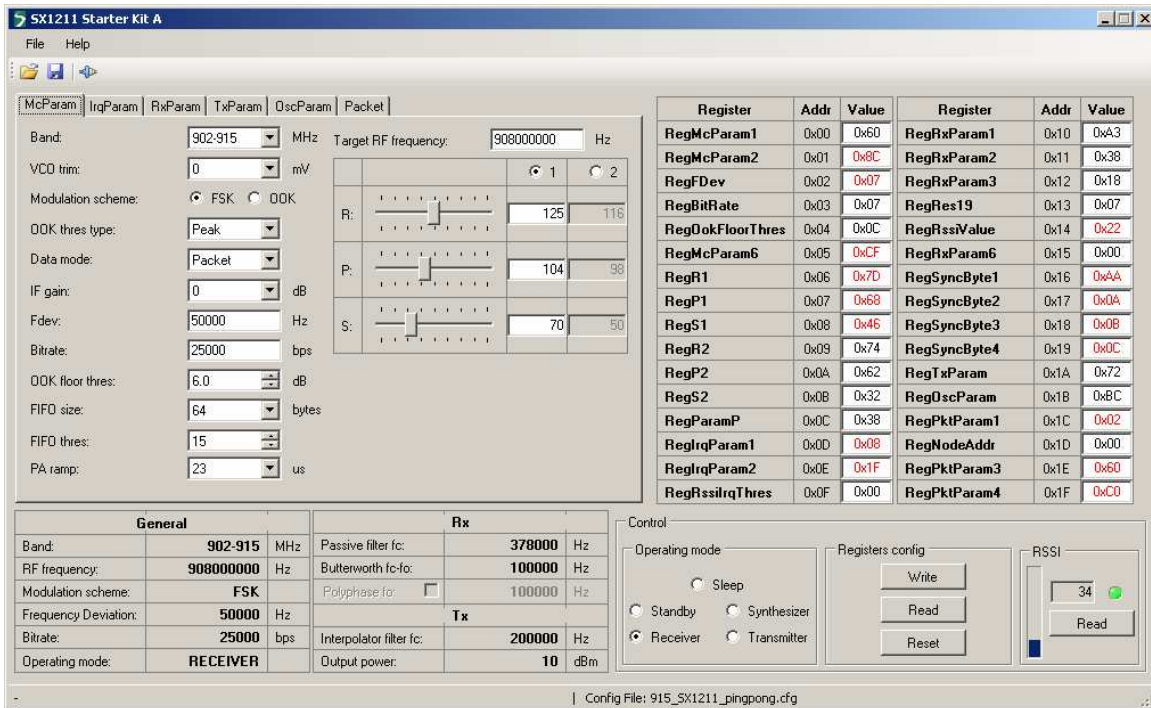 SX1211 Starter Kit A
File Help
McParam IrqParam RxParam TxParam OscParam Packet
Band: 902-915 MHz
VCO trim: 0 mV
Modulation scheme: FSK OOK
OOK thres type: Peak
Data mode: Packet
IF gain: 0 dB
Fdev: 50000 Hz
Bitrate: 25000 bps
OOK floor thres: 6.0 dB
FIFO size: 64 bytes
FIFO thres: 15
PA ramp: 23 us
Target RF frequency: 908000000 Hz
1 2
R: 125 116
P: 104 98
S: 70 50
Register Addr Value Register Addr Value
RegMcParam1 0x00 0x60 RegRxParam1 0x10 0xA3
RegMcParam2 0x01 0x8C RegRxParam2 0x11 0x38
RegFDev 0x02 0x07 RegRxParam3 0x12 0x18
RegBitRate 0x03 0x07 RegRes19 0x13 0x07
RegOokFloorThres 0x04 0x0C RegRssiValue 0x14 0x22
RegMcParam6 0x05 0xCF RegRxParam6 0x15 0x00
RegR1 0x06 0x7D RegSyncByte1 0x16 0xAA
RegP1 0x07 0x68 RegSyncByte2 0x17 0x0A
RegS1 0x08 0x46 RegSyncByte3 0x18 0x0B
RegR2 0x09 0x74 RegSyncByte4 0x19 0x0C
RegP2 0x0A 0x62 RegTxParam 0x1A 0x72
RegS2 0x0B 0x32 RegOscParam 0x1B 0xBC
RegParamP 0x0C 0x38 RegPktParam1 0x1C 0x02
RegIrqParam1 0x0D 0x08 RegNodeAddr 0x1D 0x00
RegIrqParam2 0x0E 0x1F RegPktParam3 0x1E 0x60
RegRssiIrqThres 0x0F 0x00 RegPktParam4 0x1F 0xC0
General
Band: 902-915 MHz
RF frequency: 908000000 Hz
Modulation scheme: FSK
Frequency Deviation: 50000 Hz
Bitrate: 25000 bps
Operating mode: RECEIVER
Rx
Passive filter fc: 378000 Hz
Butterworth fc-fo: 100000 Hz
Polyphase fo: 100000 Hz
Tx
Interpolator filter fc: 200000 Hz
Output power: 10 dBm
Control
Operating mode
Sleep
Standby Synthesizer
Receiver Transmitter
Registers config
Write
Read
Reset
RSSI
34
Read
- | Config File: 915_SX1211_pingpong.cfg